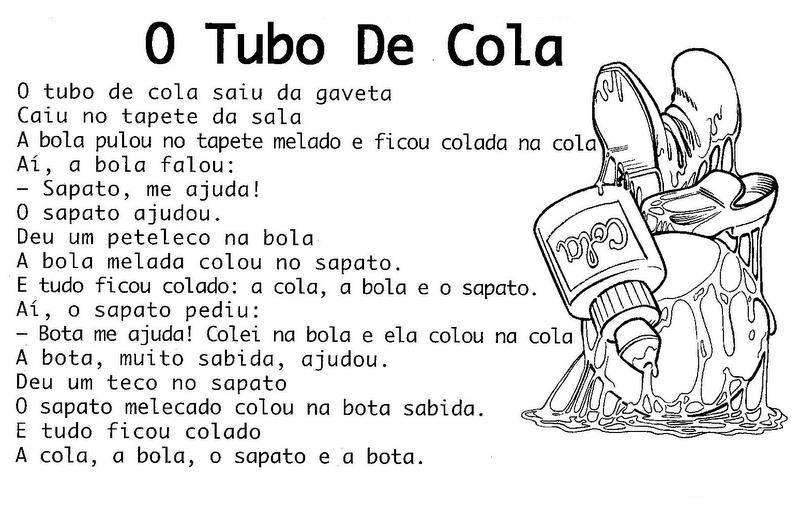 O Tubo De Cola
O tubo de cola saiu da gaveta
Caiu no tapete da sala
A bola pulou no tapete melado e ficou colada na cola
Aí, a bola falou:
– Sapato, me ajuda!
O sapato ajudou.
Deu um peteleco na bola
A bola melada colou no sapato.
E tudo ficou colado: a cola, a bola e o sapato.
Aí, o sapato pediu:
– Bota me ajuda! Colei na bola e ela colou na cola
A bota, muito sabida, ajudou.
Deu um teco no sapato
O sapato melecado colou na bota sabida.
E tudo ficou colado
A cola, a bola, o sapato e a bota.
Colar